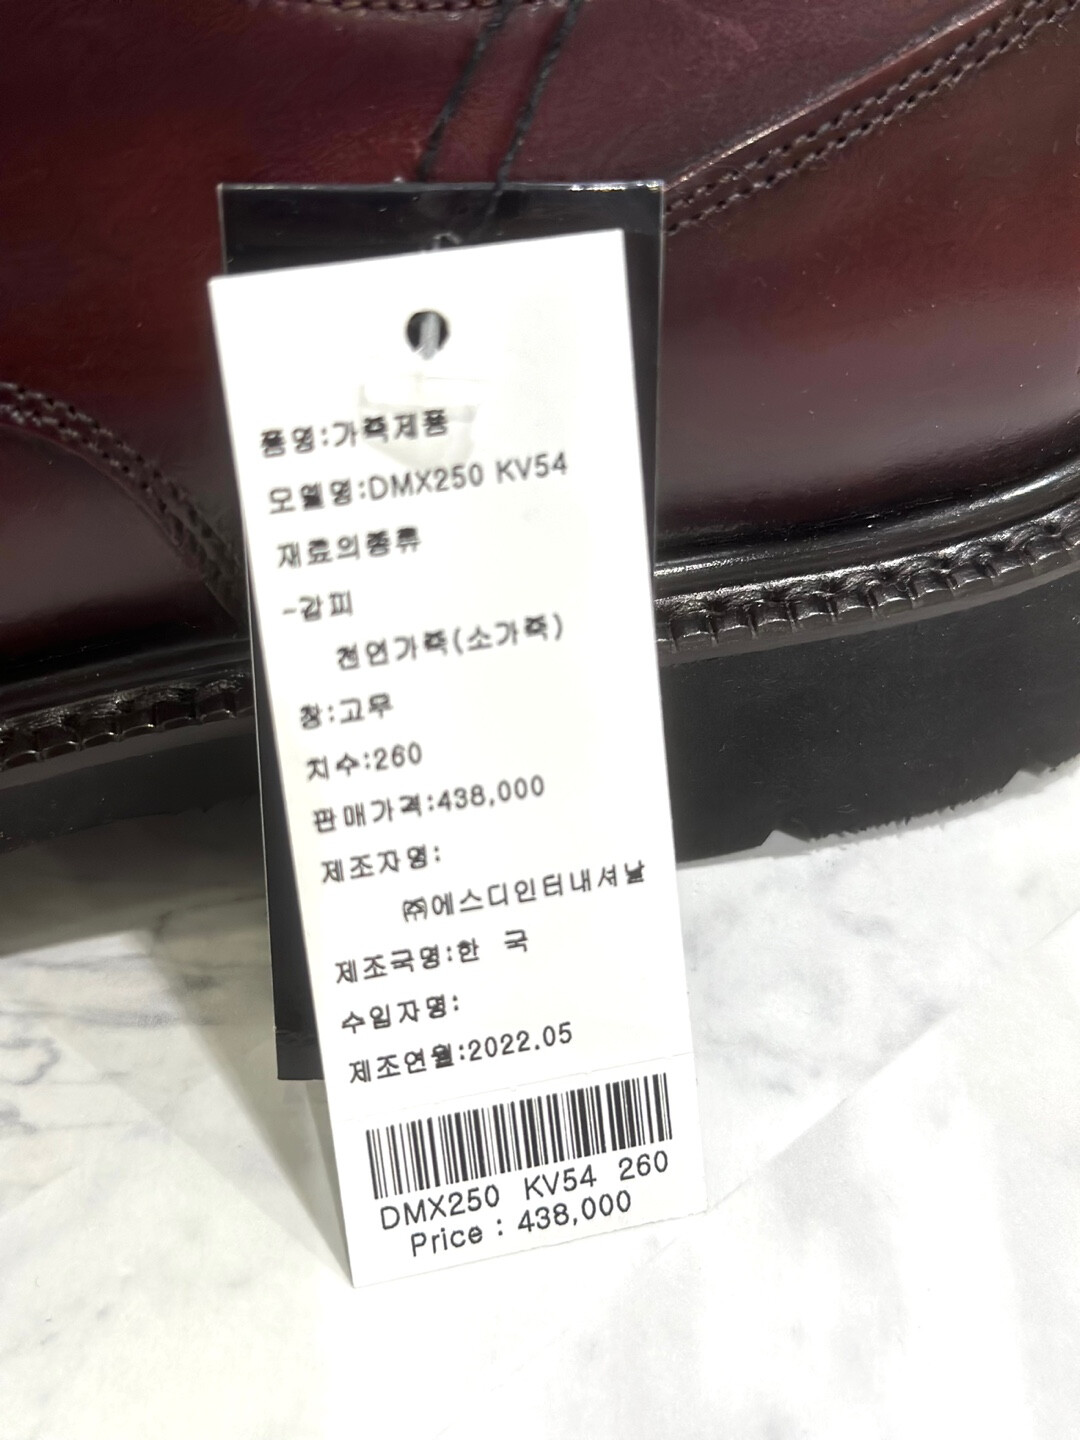 품명:가죽제품
모델명:DMX250 KV54
재료의종류
-갑피
천연가죽(소가죽)
창:고무
치수:260
판매가격:438,000
제조자명:
㈜에스디인터내셔날
제조국명:한 국
수입자명:
제조연월:2022.05
DMX250 KV54 260
Price : 438,000